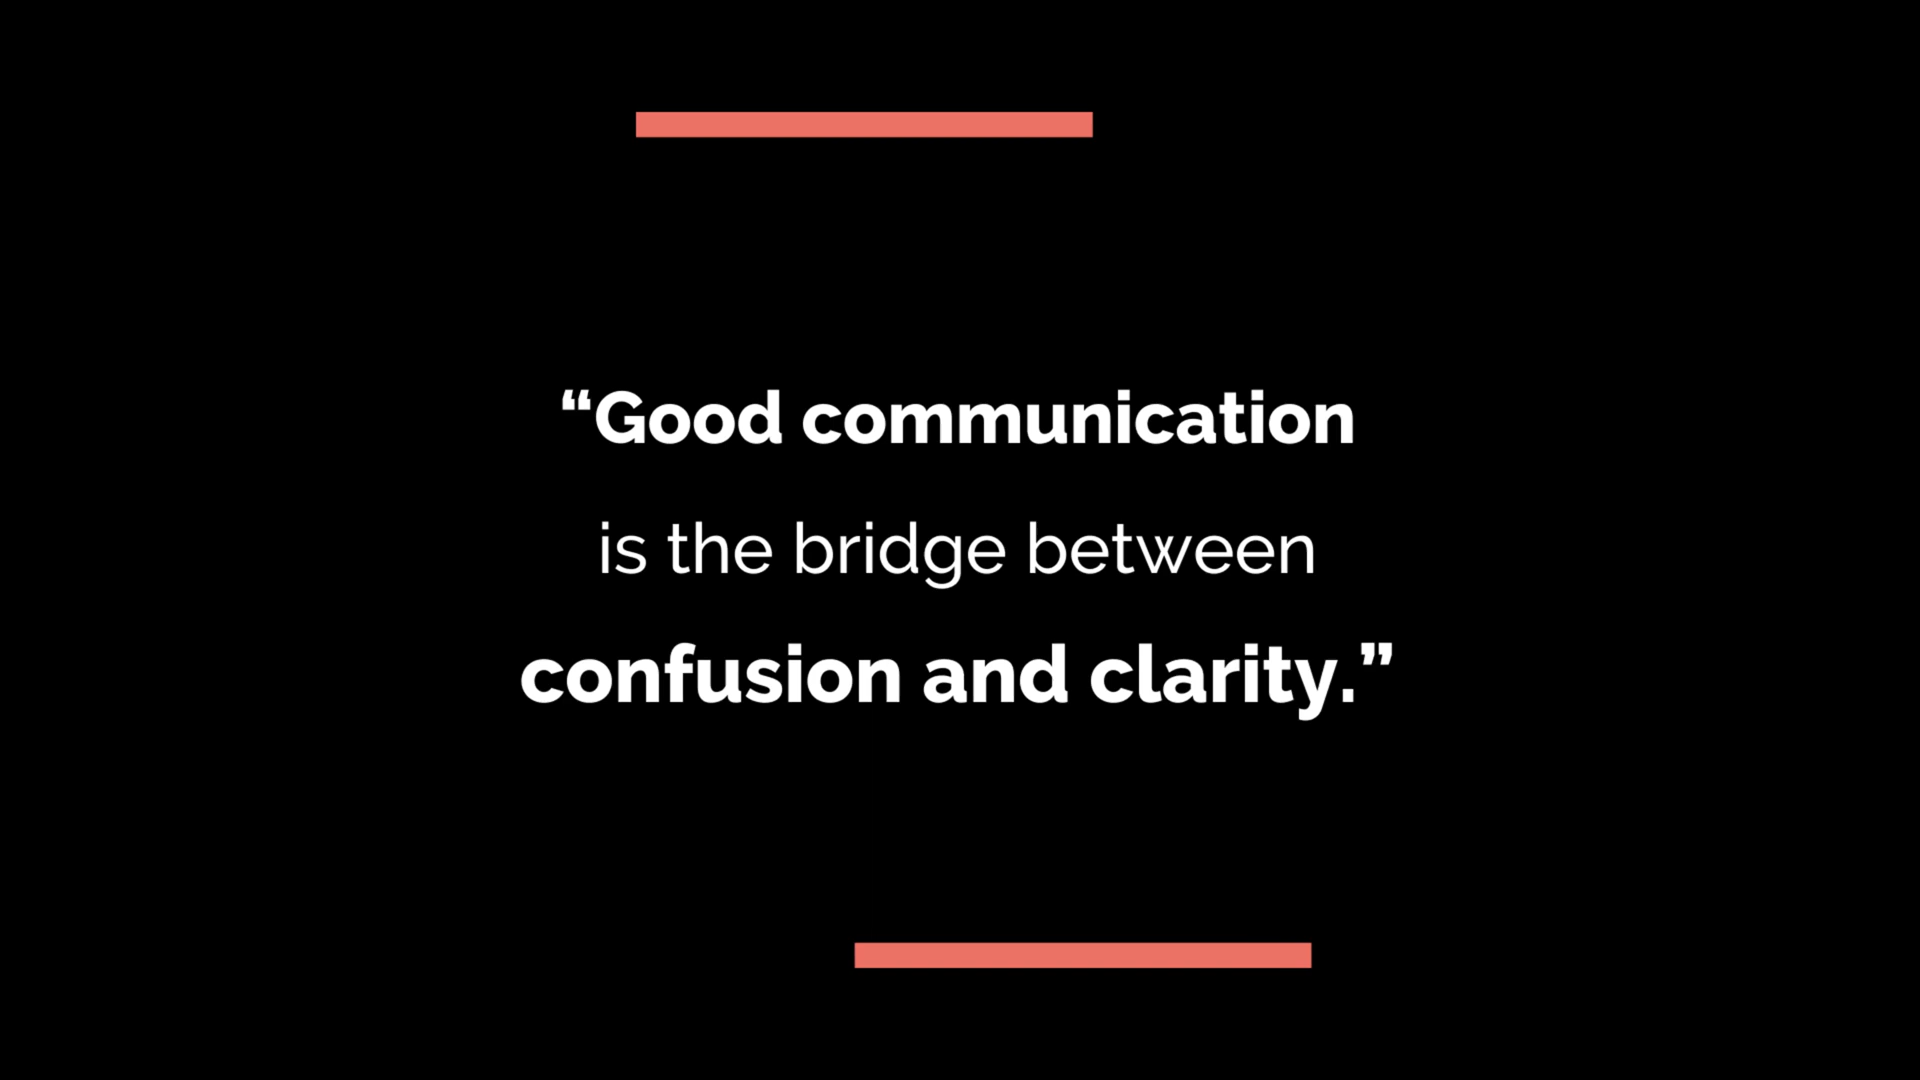 “Good communication
is the bridge between
confusion and clarity.”